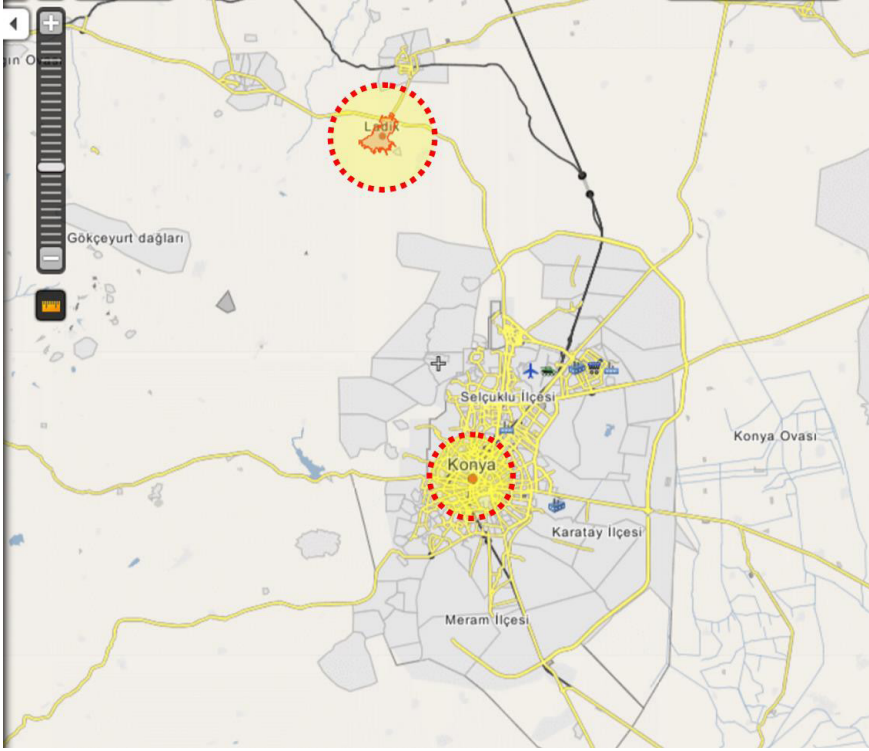 Ladik
Gökçeyurt dağları
Selçuklu İlçesi
Konya Ovası
Konya
Karatay İlçesi
Meram İlçesi